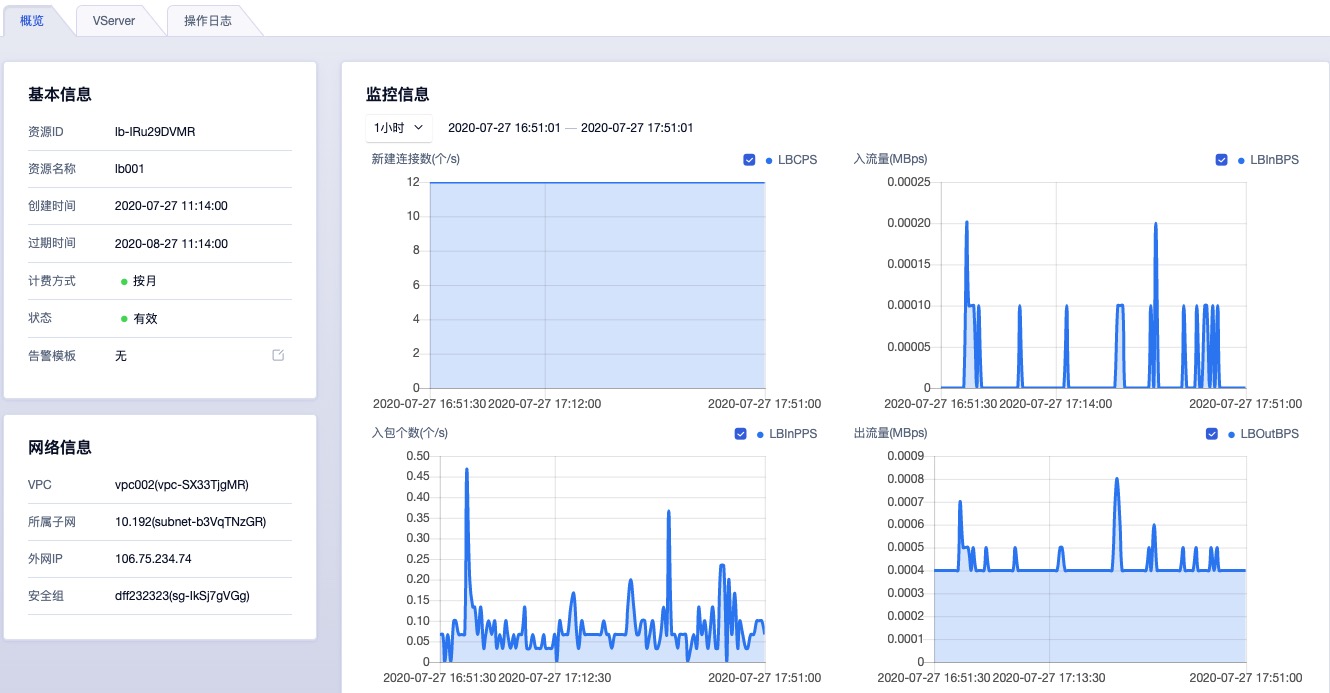 概览
VServer
操作日志
基本信息
资源ID lb-IRu29DVMR
资源名称 lb001
创建时间 2020-07-27 11:14:00
过期时间 2020-08-27 11:14:00
计费方式 按月
状态 有效
告警模板 无
网络信息
VPC vpc002(vpc-SX33TjgMR)
所属子网 10.192(subnet-b3VqTNzGR)
外网IP 106.75.234.74
安全组 dff232323(sg-IkSj7gVGg)
监控信息
1小时 2020-07-27 16:51:01 — 2020-07-27 17:51:01
新建连接数(个/s) LBCPS
12
10
8
6
4
2
0
2020-07-27 16:51:30 2020-07-27 17:12:00 2020-07-27 17:51:00
入流量(MBps) LBInBPS
0.00025
0.00020
0.00015
0.00010
0.00005
0
2020-07-27 16:51:30 2020-07-27 17:14:00 2020-07-27 17:51:00
入包个数(个/s) LBInPPS
0.50
0.45
0.40
0.35
0.30
0.25
0.20
0.15
0.10
0.05
0
2020-07-27 16:51:30 2020-07-27 17:12:30 2020-07-27 17:51:00
出流量(MBps) LBOutBPS
0.0009
0.0008
0.0007
0.0006
0.0005
0.0004
0.0003
0.0002
0.0001
0
2020-07-27 16:51:30 2020-07-27 17:13:30 2020-07-27 17:51:00